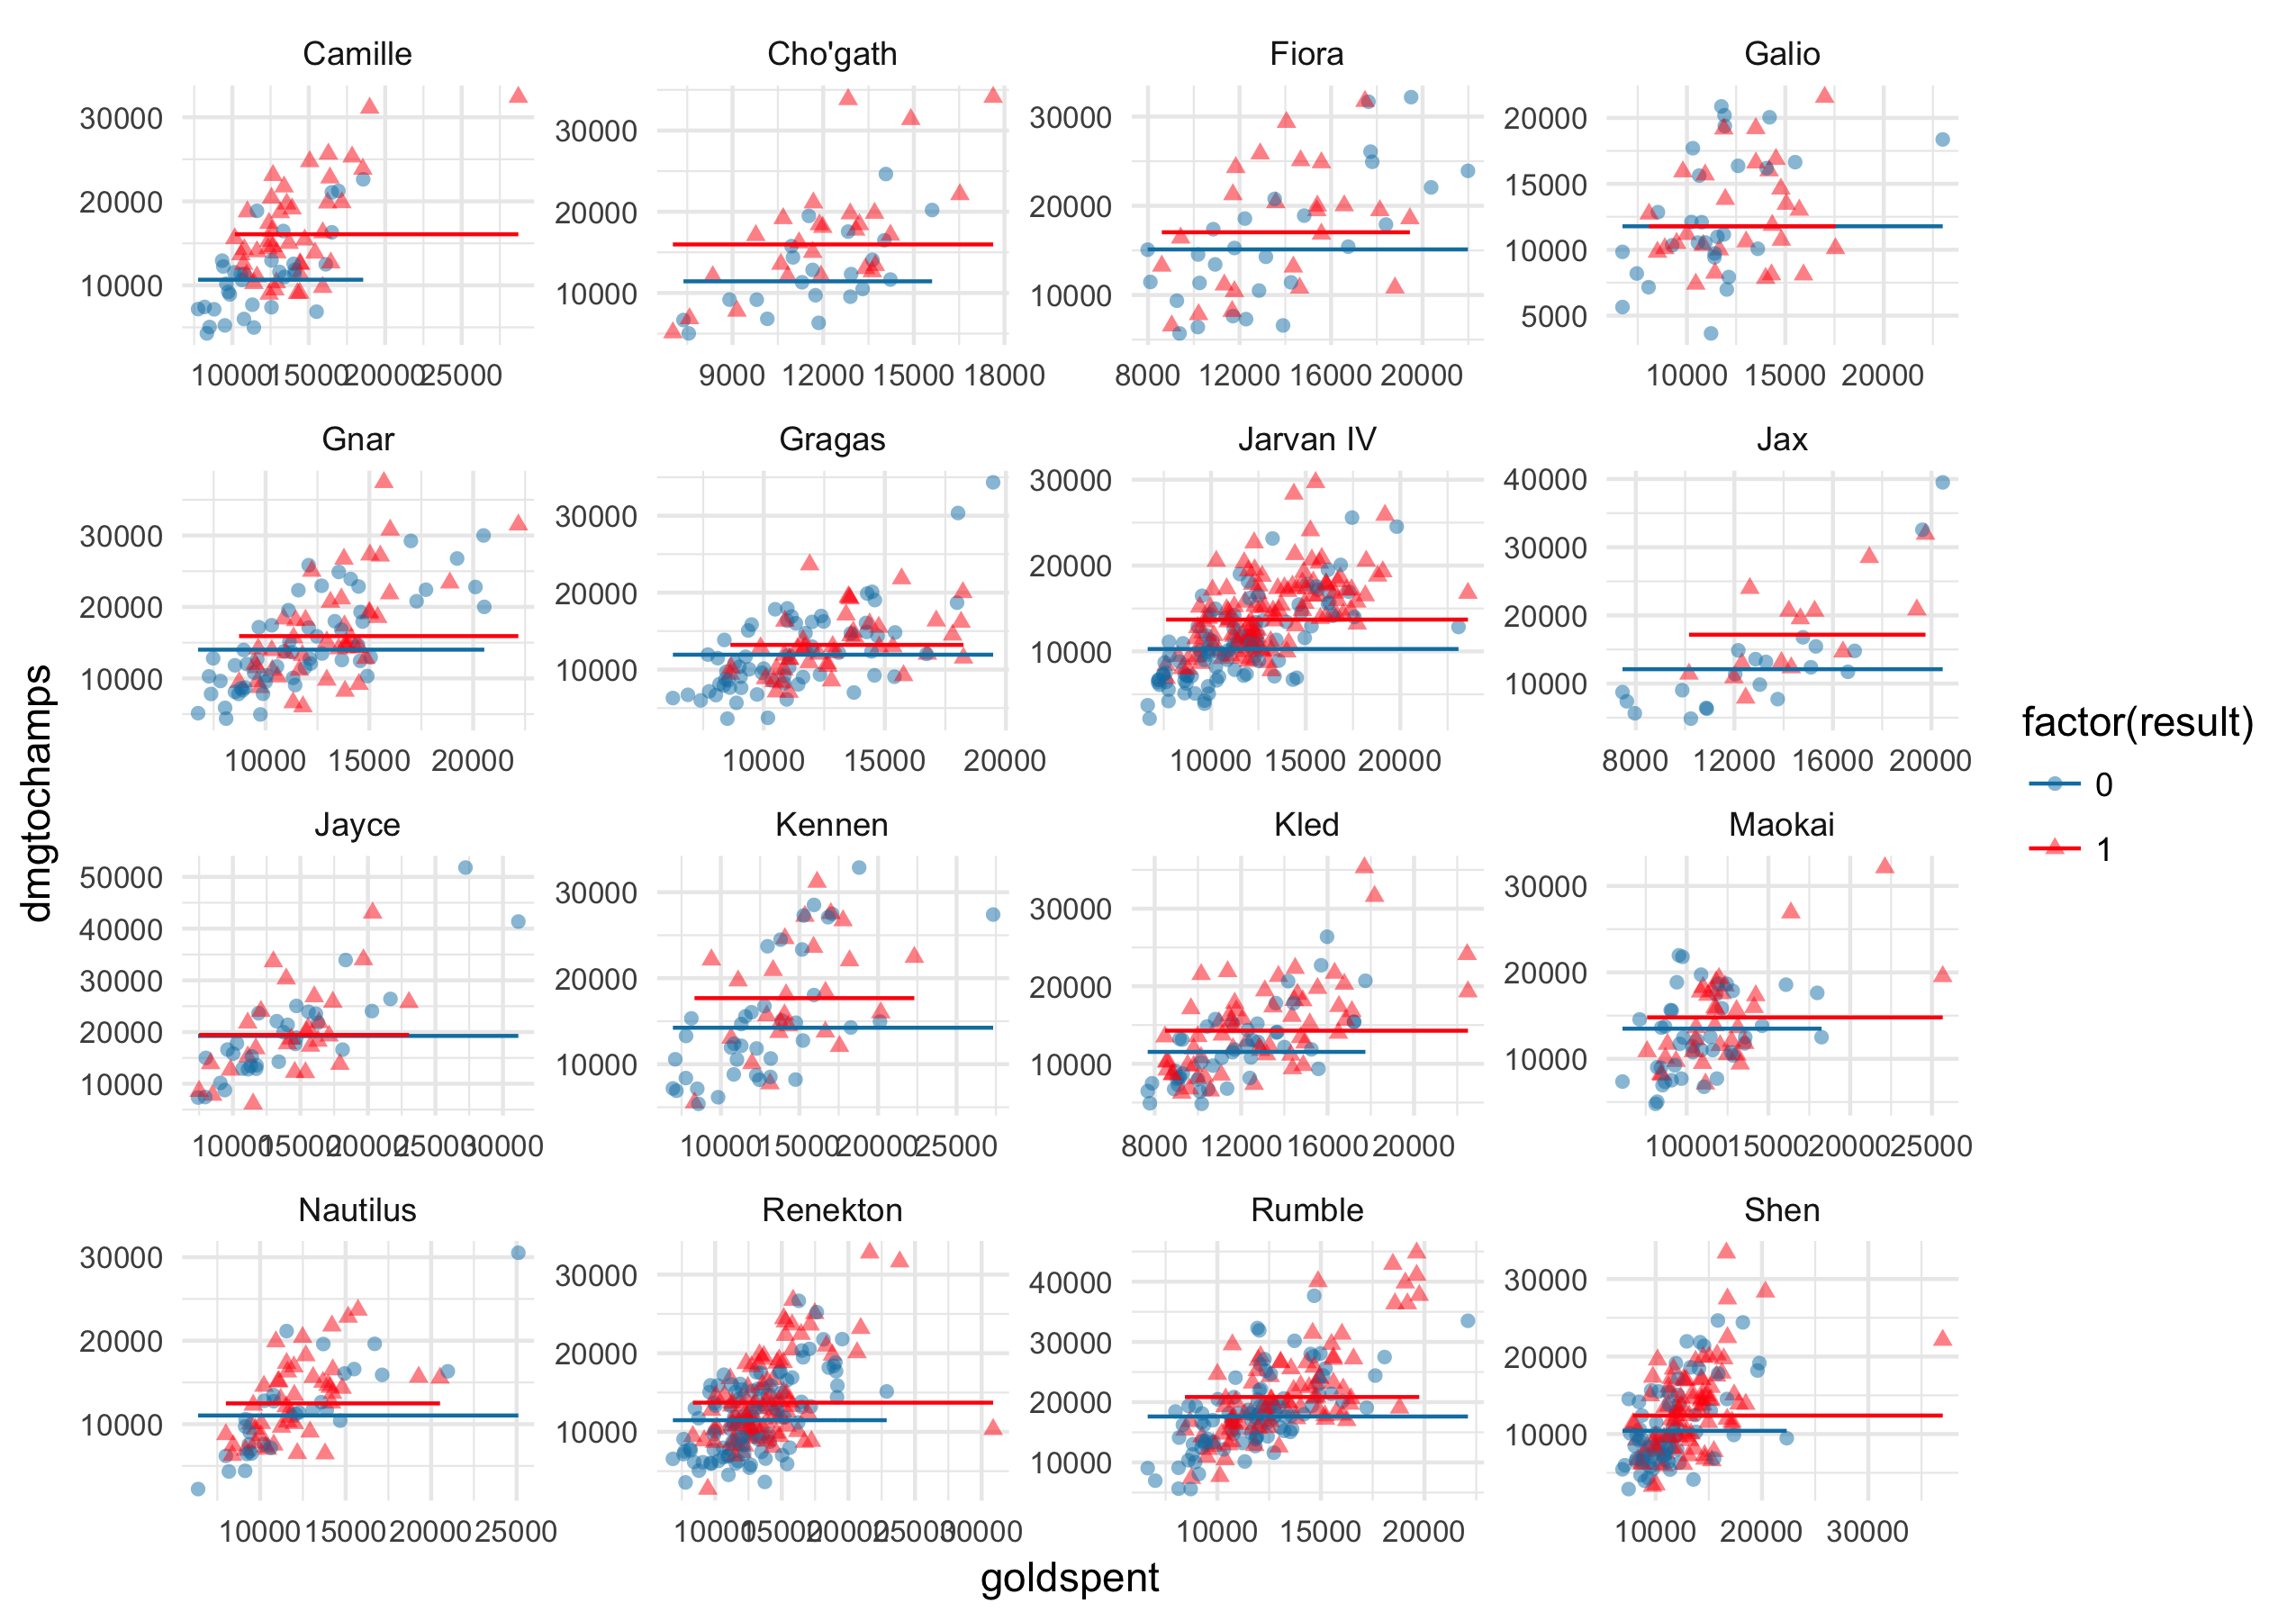 Camille Cho'gath Fiora Galio
30000 30000 30000 20000
20000 20000 20000 15000
10000 10000 10000 10000
5000
10000 15000 20000 25000 9000 12000 15000 18000 8000 12000 16000 20000 10000 15000 20000
Gnar Gragas Jarvan IV Jax
30000 30000 30000 40000
20000 20000 20000 30000
10000 10000 10000 20000
10000
10000 15000 20000 10000 15000 20000 10000 15000 20000 8000 12000 16000 20000
dmgtochamps
factor(result)
0
1
Jayce Kennen Kled Maokai
50000 30000 30000 30000
40000 20000 20000 20000
30000 10000 10000 10000
20000
10000
10000 15000 20000 25000 30000 10000 15000 20000 25000 8000 12000 16000 20000 10000 15000 20000 25000
Nautilus Renekton Rumble Shen
30000 30000 40000 30000
20000 20000 30000 20000
10000 10000 20000 10000
10000
10000 15000 20000 25000 10000 15000 20000 25000 30000 10000 15000 20000 10000 20000 30000
goldspent